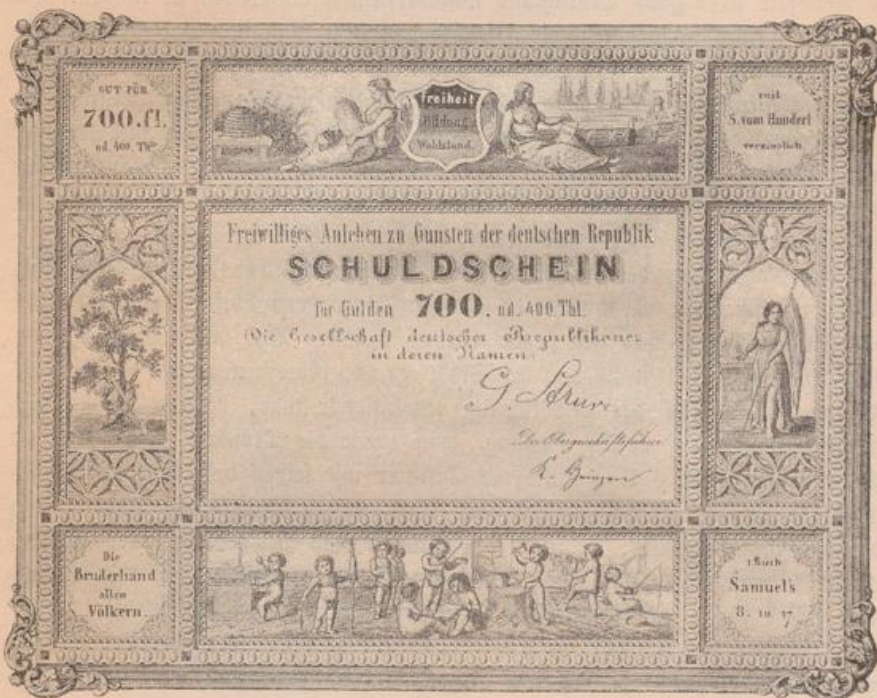 GUT FÜR
700.fl.
od. 400. Thlr
freiheit
Bildung
Wohlstand.
mit
5. vom Hundert
verzinslich
Freiwilliges Anlehen zu Gunsten der deutschen Republik
SCHULDSCHEIN
für Gulden 700. od. 400 Thl.
Die Gesellschaft deutscher Republikaner
in deren Namen:
G. Struve
Der Obergeschäftsführer
Die
Bruderhand
allen
Völkern
1. Buch
Samuel's
8. 10 17